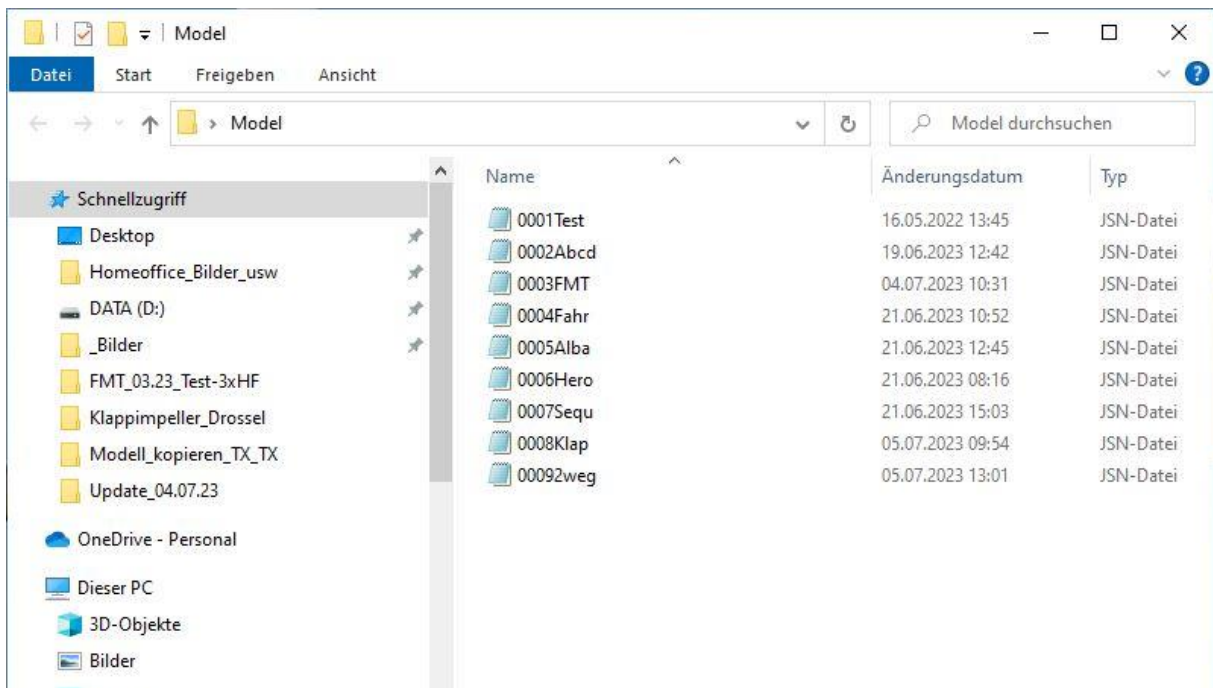 Model
Datei Start Freigeben Ansicht
Model
Model durchsuchen
Schnellzugriff
Desktop
Homeoffice_Bilder_usw
DATA (D:)
_Bilder
FMT_03.23_Test-3xHF
Klappimpeller_Drossel
Modell_kopieren_TX_TX
Update_04.07.23
OneDrive - Personal
Dieser PC
3D-Objekte
Bilder
Name Änderungsdatum Typ
0001Test 16.05.2022 13:45 JSN-Datei
0002Abcd 19.06.2023 12:42 JSN-Datei
0003FMT 04.07.2023 10:31 JSN-Datei
0004Fahr 21.06.2023 10:52 JSN-Datei
0005Alba 21.06.2023 12:45 JSN-Datei
0006Hero 21.06.2023 08:16 JSN-Datei
0007Sequ 21.06.2023 15:03 JSN-Datei
0008Klap 05.07.2023 09:54 JSN-Datei
00092weg 05.07.2023 13:01 JSN-Datei